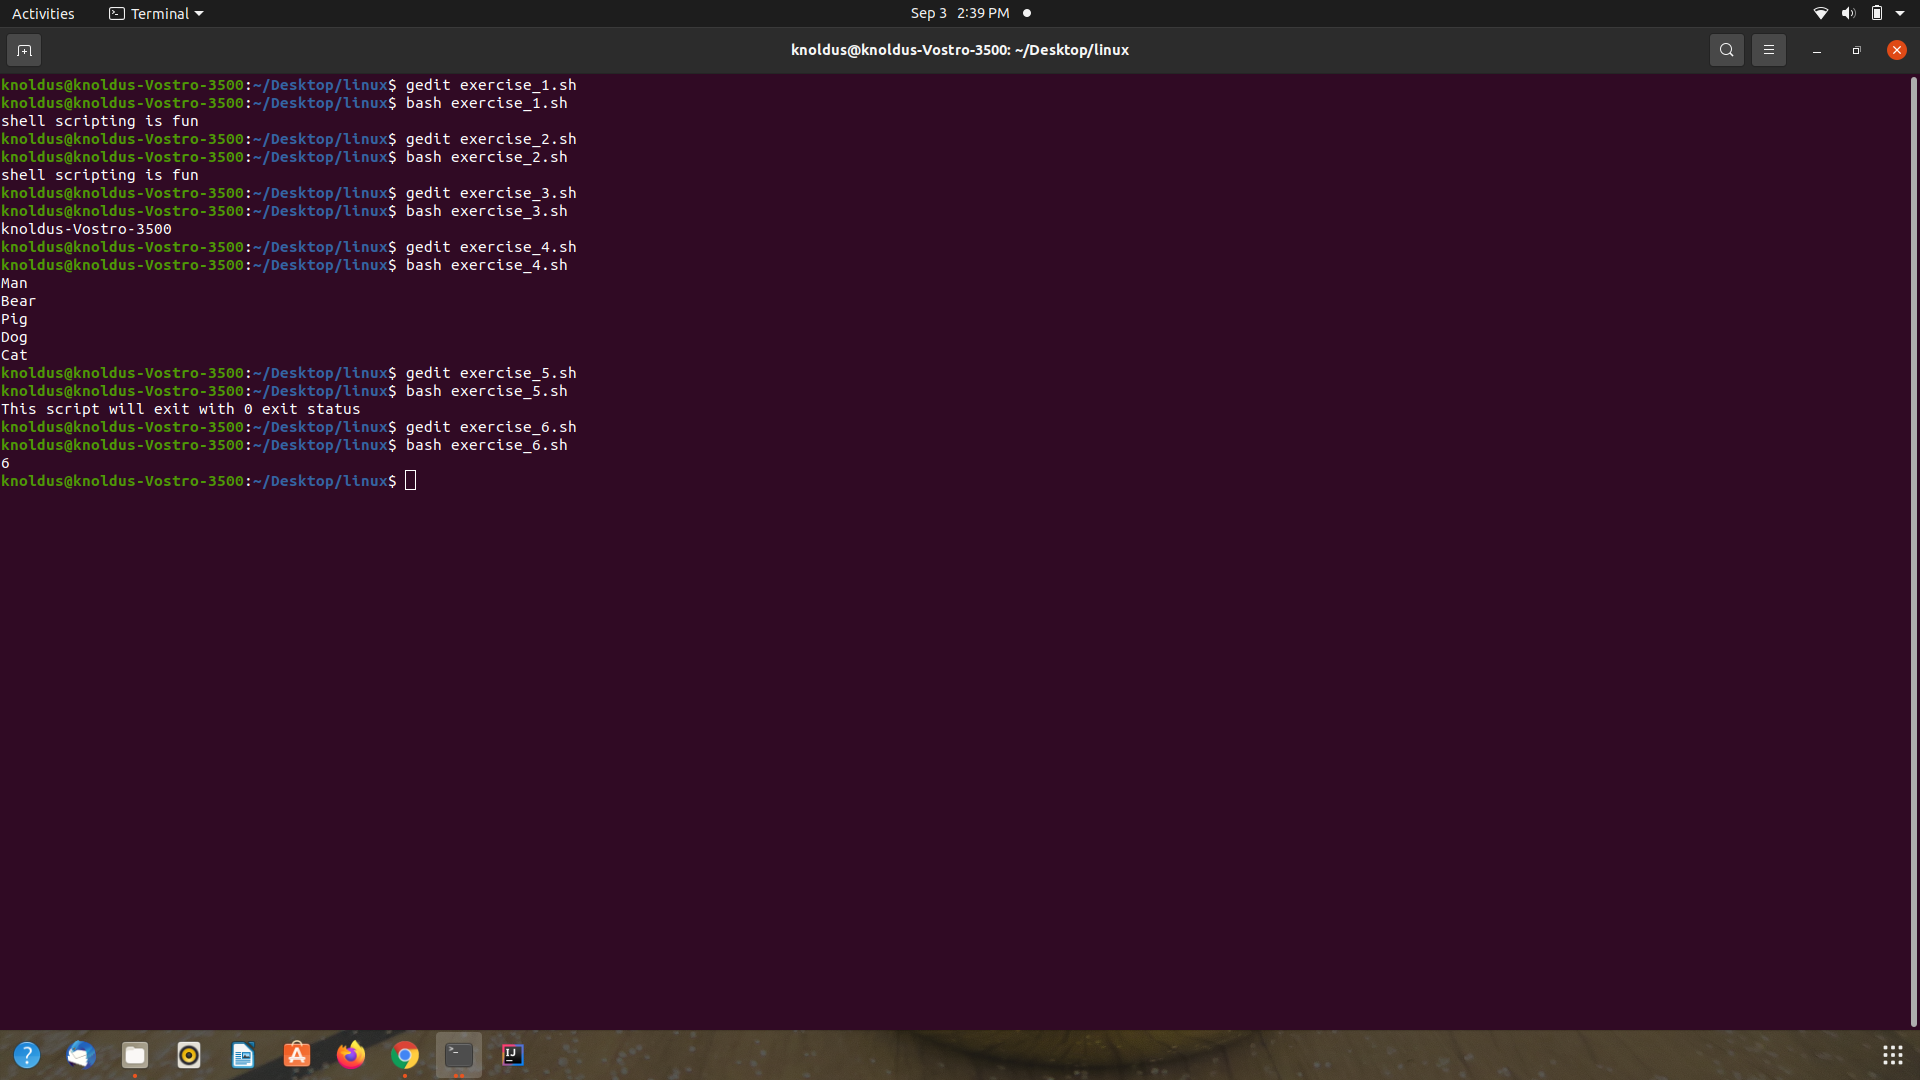 Activities
Terminal
Sep 3 2:39 PM
knoldus@knoldus-Vostro-3500: ~/Desktop/linux
knoldus@knoldus-Vostro-3500:~/Desktop/linux$ gedit exercise_1.sh
knoldus@knoldus-Vostro-3500:~/Desktop/linux$ bash exercise_1.sh
shell scripting is fun
knoldus@knoldus-Vostro-3500:~/Desktop/linux$ gedit exercise_2.sh
knoldus@knoldus-Vostro-3500:~/Desktop/linux$ bash exercise_2.sh
shell scripting is fun
knoldus@knoldus-Vostro-3500:~/Desktop/linux$ gedit exercise_3.sh
knoldus@knoldus-Vostro-3500:~/Desktop/linux$ bash exercise_3.sh
knoldus-Vostro-3500
knoldus@knoldus-Vostro-3500:~/Desktop/linux$ gedit exercise_4.sh
knoldus@knoldus-Vostro-3500:~/Desktop/linux$ bash exercise_4.sh
Man
Bear
Pig
Dog
Cat
knoldus@knoldus-Vostro-3500:~/Desktop/linux$ gedit exercise_5.sh
knoldus@knoldus-Vostro-3500:~/Desktop/linux$ bash exercise_5.sh
This script will exit with 0 exit status
knoldus@knoldus-Vostro-3500:~/Desktop/linux$ gedit exercise_6.sh
knoldus@knoldus-Vostro-3500:~/Desktop/linux$ bash exercise_6.sh
6
knoldus@knoldus-Vostro-3500:~/Desktop/linux$
IJ